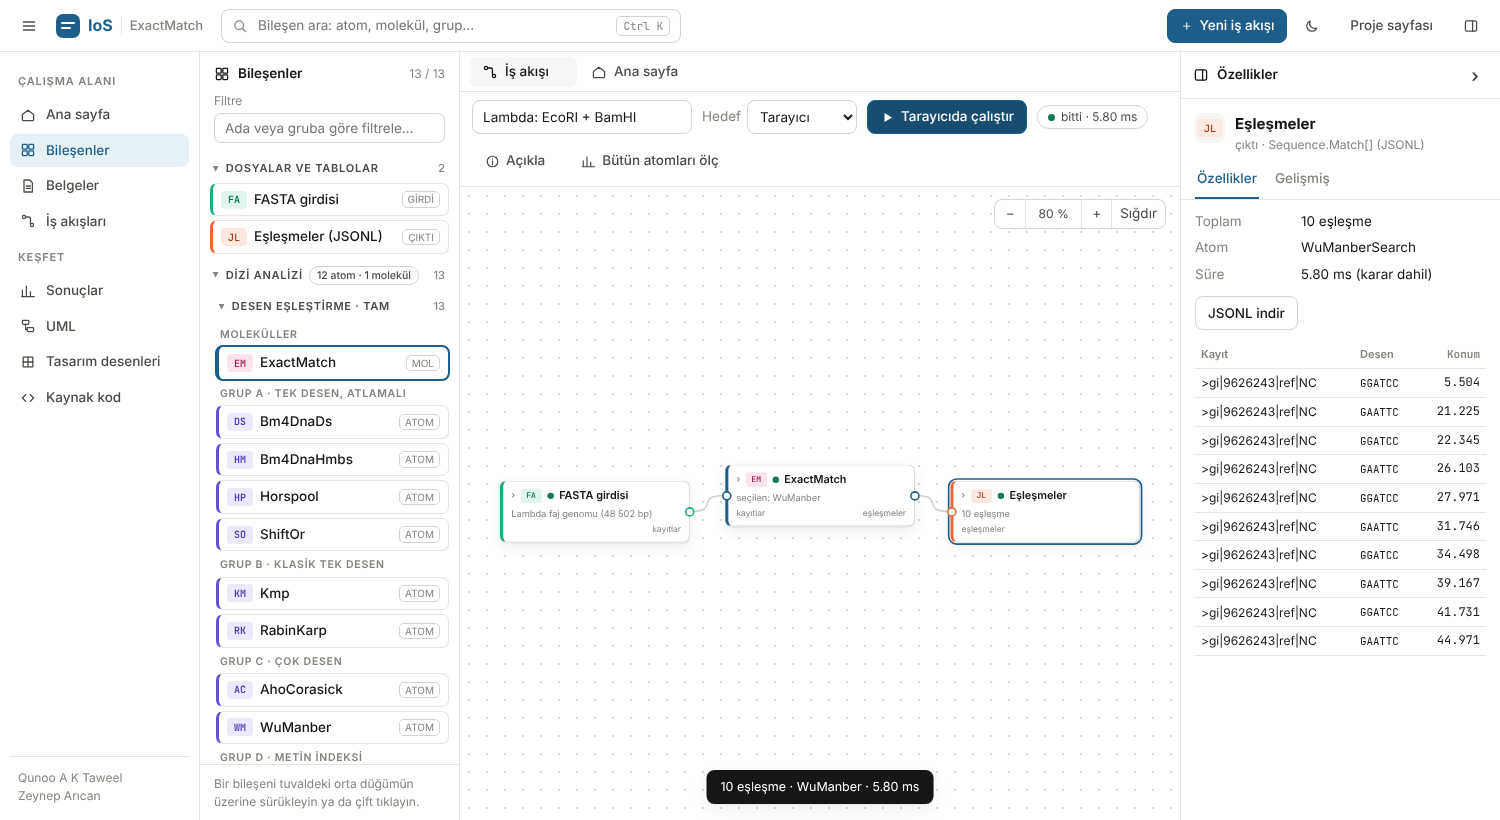 IoS
ExactMatch
Bileşen ara: atom, molekül, grup...
Ctrl K
+ Yeni iş akışı
Proje sayfası
ÇALIŞMA ALANI
Ana sayfa
Bileşenler
Belgeler
İş akışları
KEŞFET
Sonuçlar
UML
Tasarım desenleri
Kaynak kod
Qunoo A K Taweel
Zeynep Arıcan
Bileşenler
13 / 13
Filtre
Ada veya gruba göre filtrele...
DOSYALAR VE TABLOLAR 2
FA FASTA girdisi GİRDİ
JL Eşleşmeler (JSONL) ÇIKTI
DİZİ ANALİZİ 12 atom · 1 molekül 13
DESEN EŞLEŞTİRME · TAM 13
MOLEKÜLLER
EM ExactMatch MOL
GRUP A · TEK DESEN, ATLAMALI
DS Bm4DnaDs ATOM
HM Bm4DnaHmbs ATOM
HP Horspool ATOM
SO ShiftOr ATOM
GRUP B · KLASİK TEK DESEN
KM Kmp ATOM
RK RabinKarp ATOM
GRUP C · ÇOK DESEN
AC AhoCorasick ATOM
WM WuManber ATOM
GRUP D · METİN İNDEKSİ
Bir bileşeni tuvaldeki orta düğümün
üzerine sürükleyin ya da çift tıklayın.
İş akışı
Ana sayfa
Lambda: EcoRI + BamHI
Hedef
Tarayıcı
Tarayıcıda çalıştır
bitti · 5.80 ms
Açıkla
Bütün atomları ölç
− 80 % + Sığdır
FA FASTA girdisi
Lambda faj genomu (48 502 bp)
kayıtlar
EM ExactMatch
seçilen: WuManber
kayıtlar eşleşmeler
JL Eşleşmeler
10 eşleşme
eşleşmeler
10 eşleşme · WuManber · 5.80 ms
Özellikler
JL Eşleşmeler
çıktı · Sequence.Match[] (JSONL)
Özellikler Gelişmiş
Toplam 10 eşleşme
Atom WuManberSearch
Süre 5.80 ms (karar dahil)
JSONL indir
Kayıt Desen Konum
>gi|9626243|ref|NC GGATCC 5.504
>gi|9626243|ref|NC GAATTC 21.225
>gi|9626243|ref|NC GGATCC 22.345
>gi|9626243|ref|NC GAATTC 26.103
>gi|9626243|ref|NC GGATCC 27.971
>gi|9626243|ref|NC GAATTC 31.746
>gi|9626243|ref|NC GGATCC 34.498
>gi|9626243|ref|NC GAATTC 39.167
>gi|9626243|ref|NC GGATCC 41.731
>gi|9626243|ref|NC GAATTC 44.971